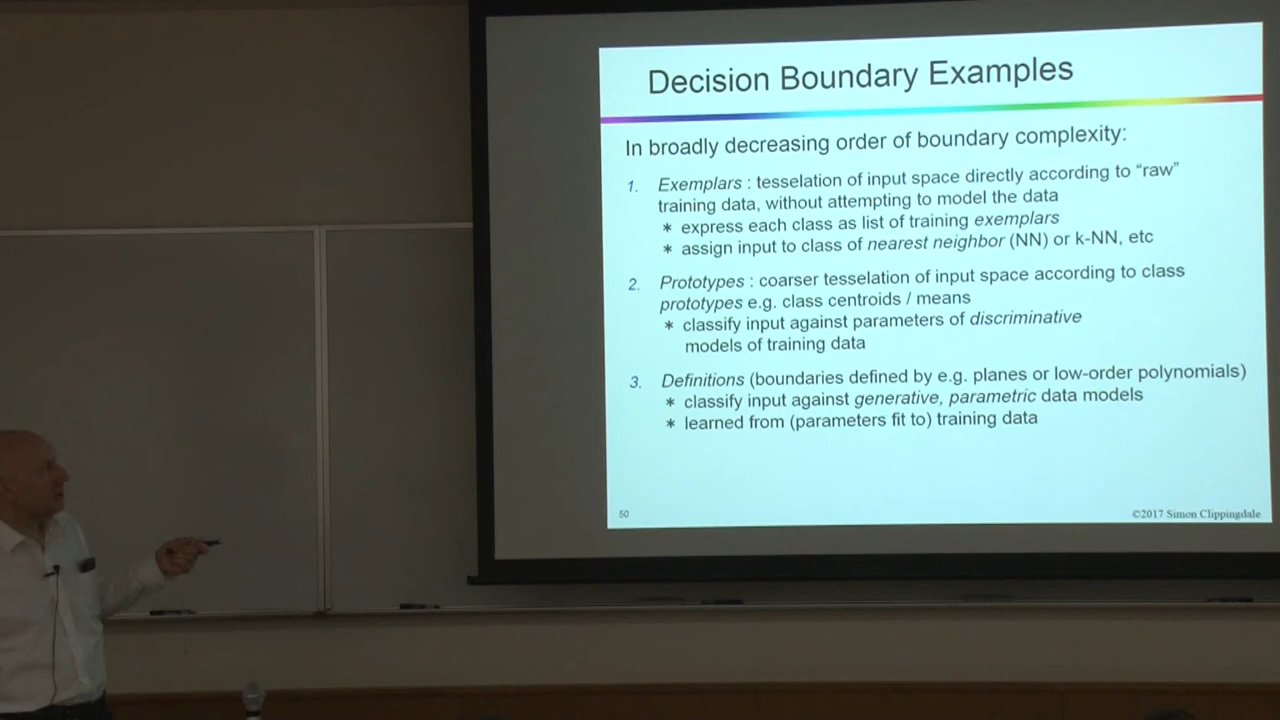 Decision Boundary Examples
In broadly decreasing order of boundary complexity:
1. Exemplars : tesselation of input space directly according to “raw”
training data, without attempting to model the data
* express each class as list of training exemplars
* assign input to class of nearest neighbor (NN) or k-NN, etc
2. Prototypes : coarser tesselation of input space according to class
prototypes e.g. class centroids / means
* classify input against parameters of discriminative
models of training data
3. Definitions (boundaries defined by e.g. planes or low-order polynomials)
* classify input against generative, parametric data models
* learned from (parameters fit to) training data
50
©2017 Simon Clippingdale